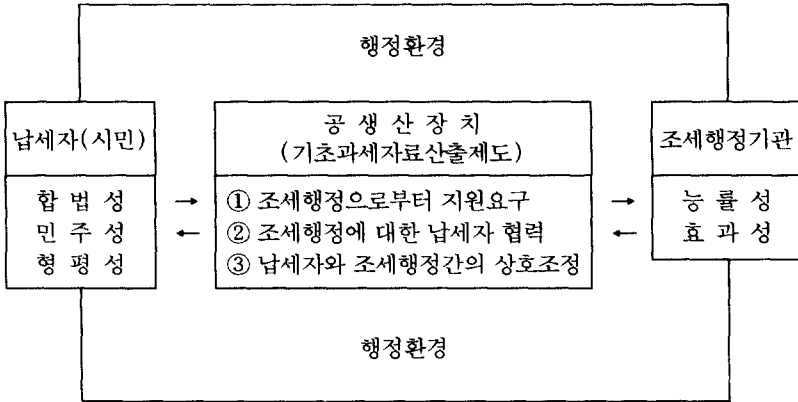 행정환경
납세자(시민)
합 법 성
민 주 성
형 평 성
→
←
공 생 산 장 치
(기초과세자료산출제도)
① 조세행정으로부터 지원요구
② 조세행정에 대한 납세자 협력
③ 납세자와 조세행정간의 상호조정
→
←
조세행정기관
능 률 성
효 과 성
행정환경